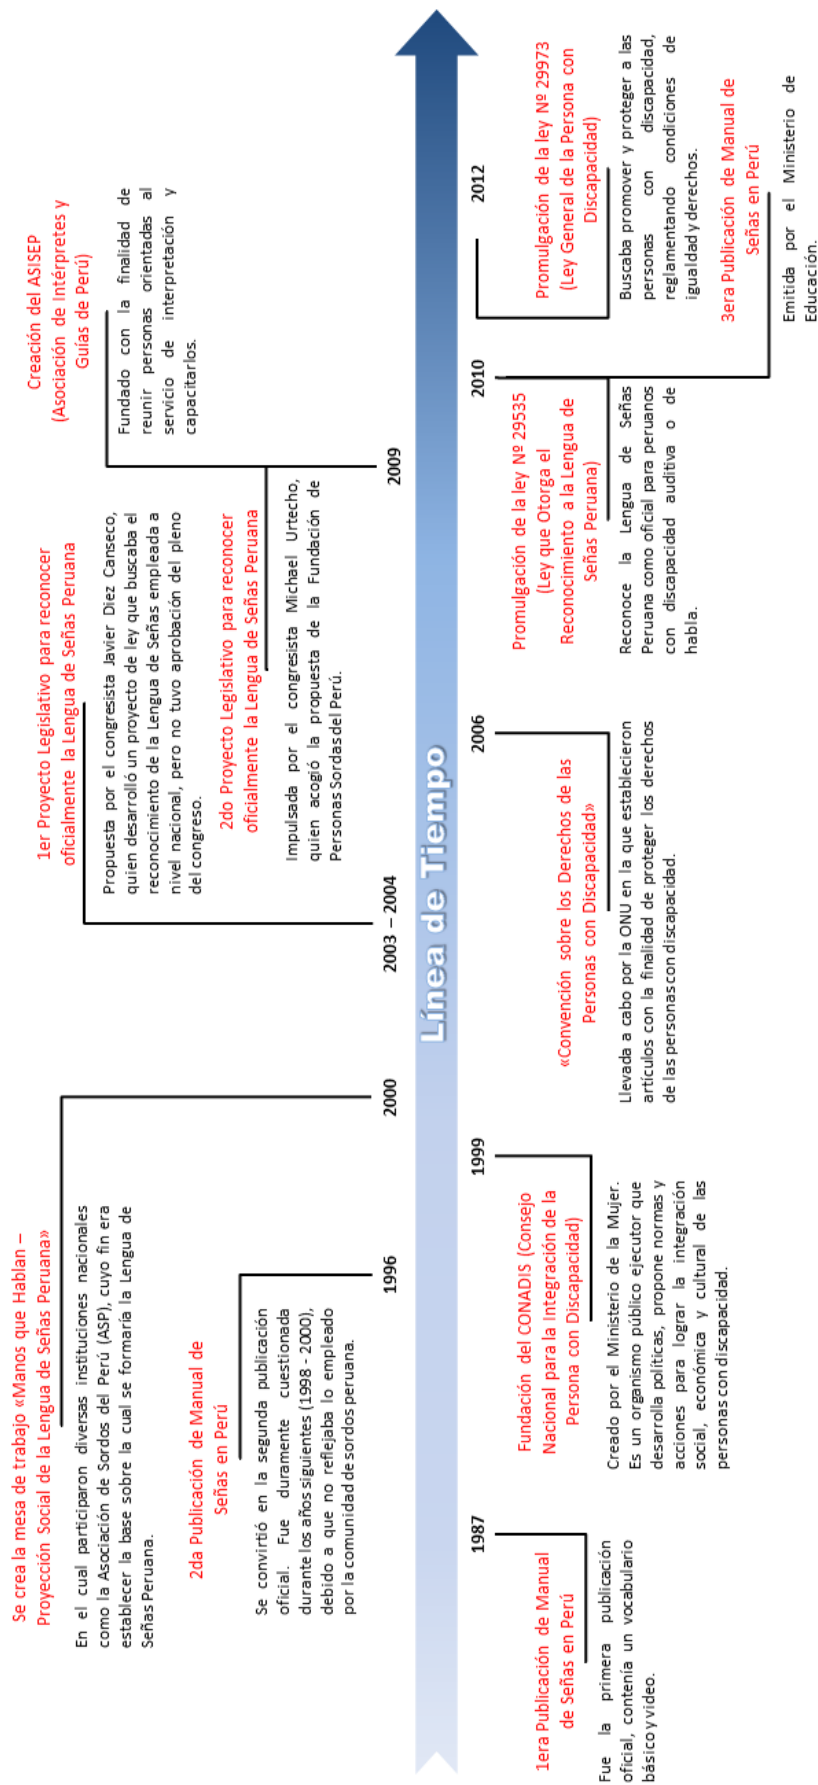 Se crea la mesa de trabajo «Manos que Hablan –
Proyección Social de la Lengua de Señas Peruana»
En el cual participaron diversas instituciones nacionales
como la Asociación de Sordos del Perú (ASP), cuyo fin era
establecer la base sobre la cual se formaría la Lengua de
Señas Peruana.
2da Publicación de Manual de
Señas en Perú
Se convirtió en la segunda publicación
oficial. Fue duramente cuestionada
durante los años siguientes (1998 - 2000),
debido a que no reflejaba lo empleado
por la comunidad de sordos peruana.
1er Proyecto Legislativo para reconocer
oficialmente la Lengua de Señas Peruana
Propuesta por el congresista Javier Diez Canseco,
quien desarrolló un proyecto de ley que buscaba el
reconocimiento de la Lengua de Señas empleada a
nivel nacional, pero no tuvo aprobación del pleno
del congreso.
2do Proyecto Legislativo para reconocer
oficialmente la Lengua de Señas Peruana
Impulsada por el congresista Michael Urtecho,
quien acogió la propuesta de la Fundación de
Personas Sordas del Perú.
Creación del ASISEP
(Asociación de Intérpretes y
Guías de Perú)
Fundado con la finalidad de
reunir personas orientadas al
servicio de interpretación y
capacitarlos.
1996
2000
2003 – 2004
2009
Línea de Tiempo
1987
1999
2006
2010
2012
1era Publicación de Manual
de Señas en Perú
Fue la primera publicación
oficial, contenía un vocabulario
básico y video.
Fundación del CONADIS (Consejo
Nacional para la Integración de la
Persona con Discapacidad)
Creado por el Ministerio de la Mujer.
Es un organismo público ejecutor que
desarrolla políticas, propone normas y
acciones para lograr la integración
social, económica y cultural de las
personas con discapacidad.
«Convención sobre los Derechos de las
Personas con Discapacidad»
Llevada a cabo por la ONU en la que establecieron
artículos con la finalidad de proteger los derechos
de las personas con discapacidad.
Promulgación de la ley Nº 29535
(Ley que Otorga el
Reconocimiento a la Lengua de
Señas Peruana)
Reconoce la Lengua de Señas
Peruana como oficial para peruanos
con discapacidad auditiva o de
habla.
Promulgación de la ley Nº 29973
(Ley General de la Persona con
Discapacidad)
Buscaba promover y proteger a las
personas con discapacidad,
reglamentando condiciones de
igualdad y derechos.
3era Publicación de Manual de
Señas en Perú
Emitida por el Ministerio de
Educación.